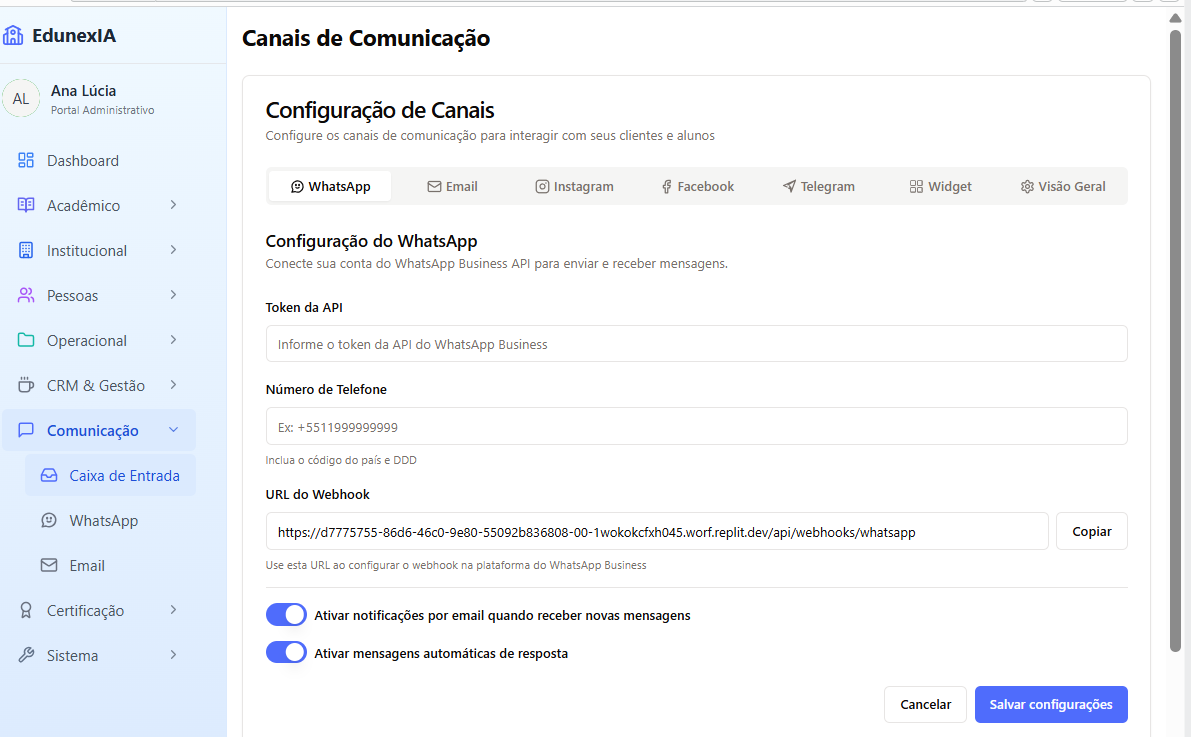 EdunexIA
AL
Ana Lúcia
Portal Administrativo
Dashboard
Acadêmico
Institucional
Pessoas
Operacional
CRM & Gestão
Comunicação
Caixa de Entrada
WhatsApp
Email
Certificação
Sistema
Canais de Comunicação
Configuração de Canais
Configure os canais de comunicação para interagir com seus clientes e alunos
WhatsApp Email Instagram Facebook Telegram Widget Visão Geral
Configuração do WhatsApp
Conecte sua conta do WhatsApp Business API para enviar e receber mensagens.
Token da API
Informe o token da API do WhatsApp Business
Número de Telefone
Ex: +5511999999999
Inclua o código do país e DDD
URL do Webhook
https://d7775755-86d6-46c0-9e80-55092b836808-00-1wokokcfxh045.worf.replit.dev/api/webhooks/whatsapp Copiar
Use esta URL ao configurar o webhook na plataforma do WhatsApp Business
Ativar notificações por email quando receber novas mensagens
Ativar mensagens automáticas de resposta
Cancelar Salvar configurações